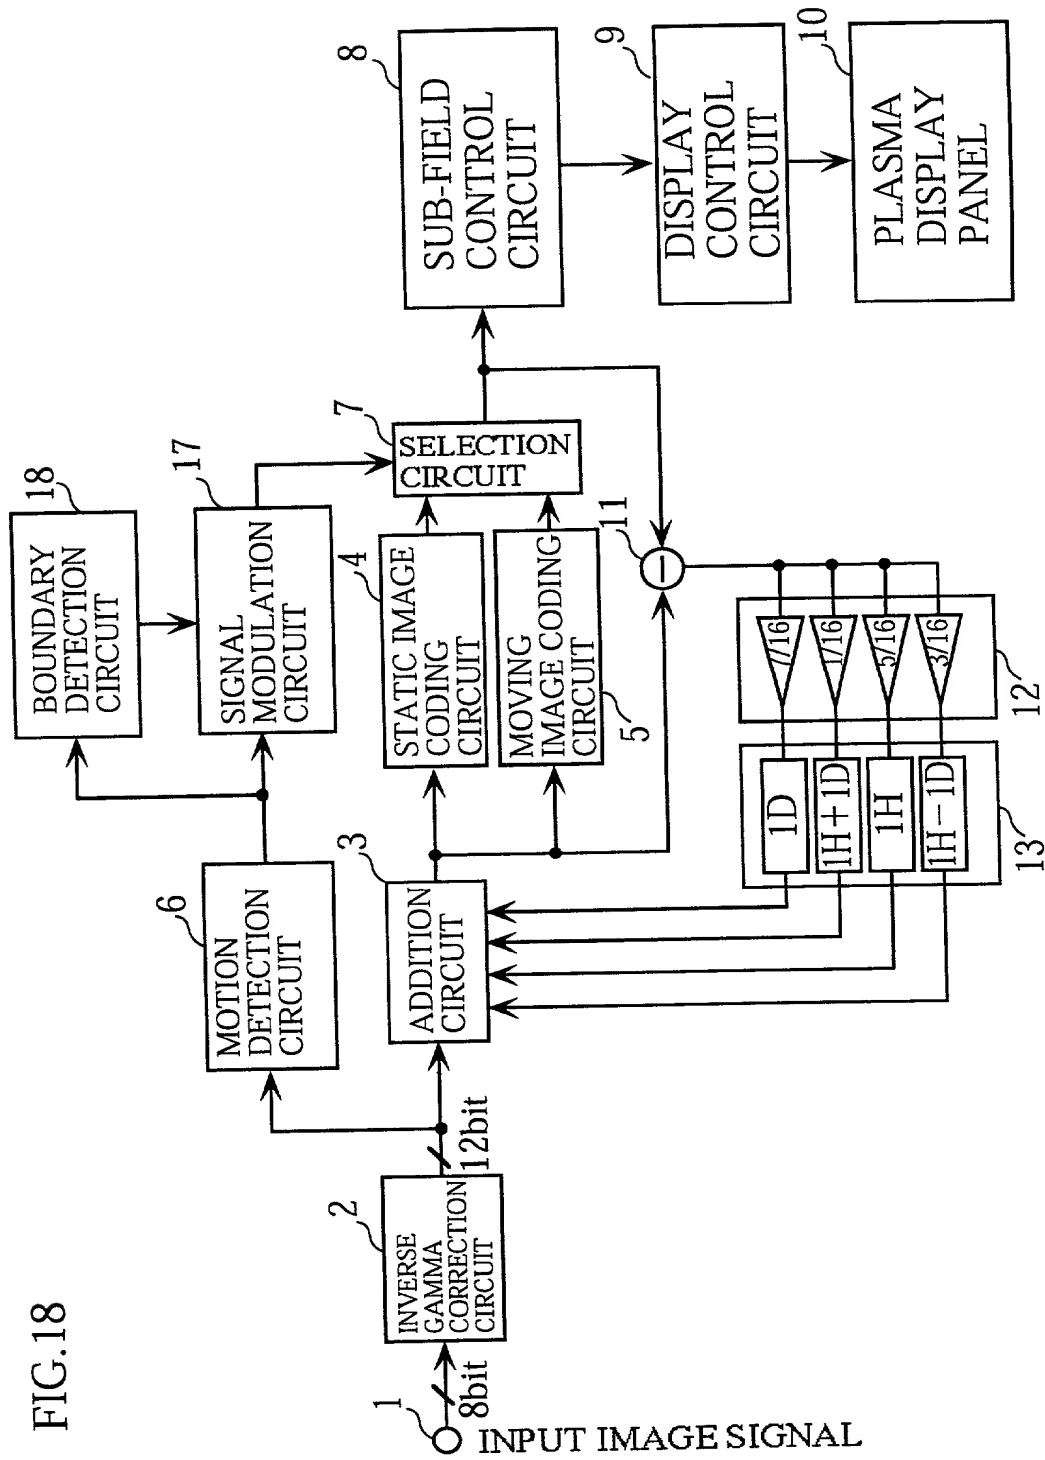 FIG.18
1
INPUT IMAGE SIGNAL
8bit
2
INVERSE
GAMMA
CORRECTION
CIRCUIT
12bit
6
MOTION
DETECTION
CIRCUIT
18
BOUNDARY
DETECTION
CIRCUIT
17
SIGNAL
MODULATION
CIRCUIT
3
ADDITION
CIRCUIT
4
STATIC IMAGE
CODING
CIRCUIT
MOVING
IMAGE CODING
CIRCUIT
5
7
SELECTION
CIRCUIT
11
7/16
1/16
5/16
3/16
12
1D
1H+1D
1H
1H-1D
13
8
SUB-FIELD
CONTROL
CIRCUIT
9
DISPLAY
CONTROL
CIRCUIT
10
PLASMA
DISPLAY
PANEL